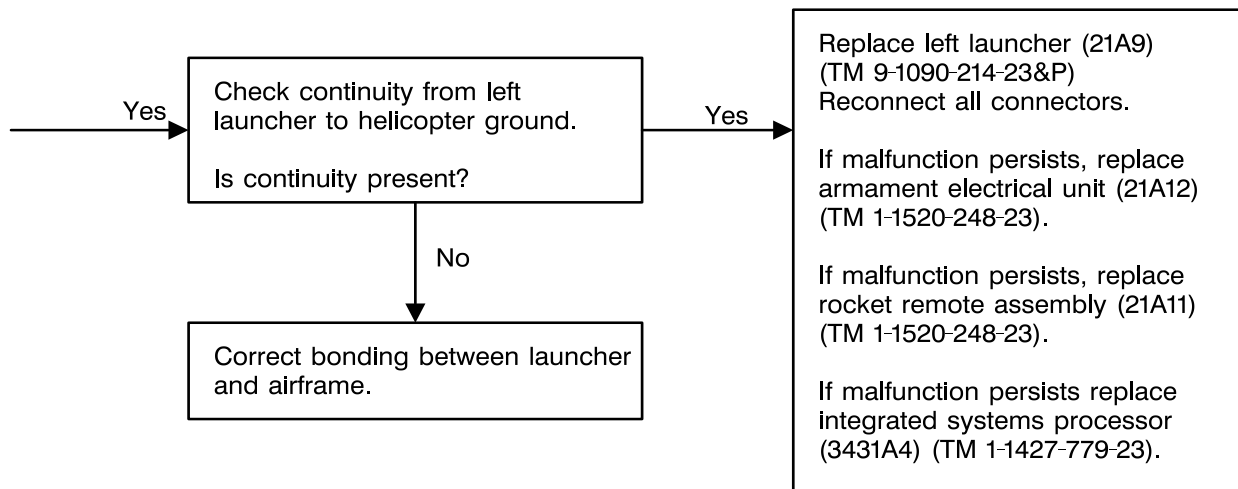 Yes
Check continuity from left
launcher to helicopter ground.
Is continuity present?
No
Correct bonding between launcher
and airframe.
Yes
Replace left launcher (21A9)
(TM 9-1090-214-23&P)
Reconnect all connectors.
If malfunction persists, replace
armament electrical unit (21A12)
(TM 1-1520-248-23).
If malfunction persists, replace
rocket remote assembly (21A11)
(TM 1-1520-248-23).
If malfunction persists replace
integrated systems processor
(3431A4) (TM 1-1427-779-23).